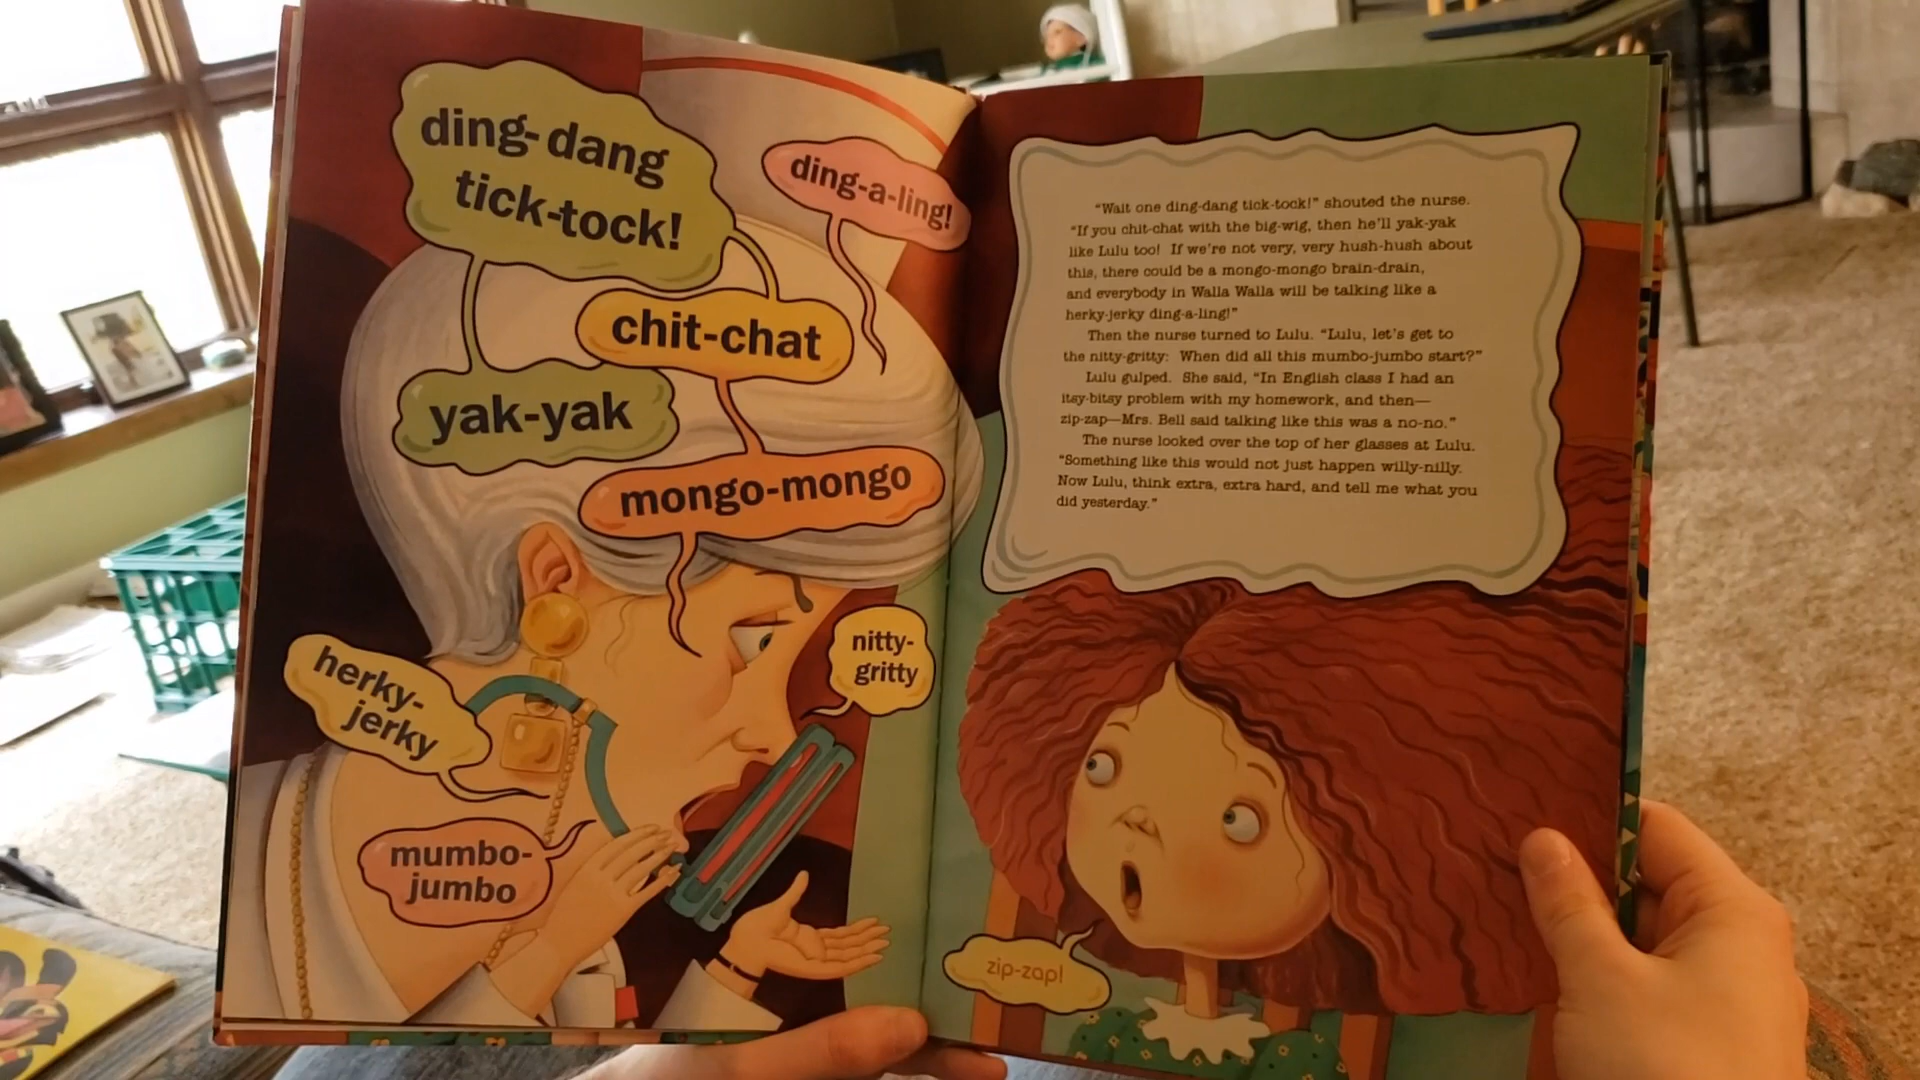 ding-dang
tick-tock!
ding-a-ling!
chit-chat
yak-yak
mongo-mongo
nitty-
gritty
herky-
jerky
mumbo-
jumbo
“Wait one ding-dang tick-tock!” shouted the nurse.
“If you chit-chat with the big-wig, then he’ll yak-yak
like Lulu too! If we’re not very, very hush-hush about
this, there could be a mongo-mongo brain-drain,
and everybody in Walla Walla will be talking like a
herky-jerky ding-a-ling!”
Then the nurse turned to Lulu. “Lulu, let’s get to
the nitty-gritty: When did all this mumbo-jumbo start?”
Lulu gulped. She said, “In English class I had an
itsy-bitsy problem with my homework, and then—
zip-zap—Mrs. Bell said talking like this was a no-no.”
The nurse looked over the top of her glasses at Lulu.
“Something like this would not just happen willy-nilly.
Now Lulu, think extra, extra hard, and tell me what you
did yesterday.”
zip-zap!